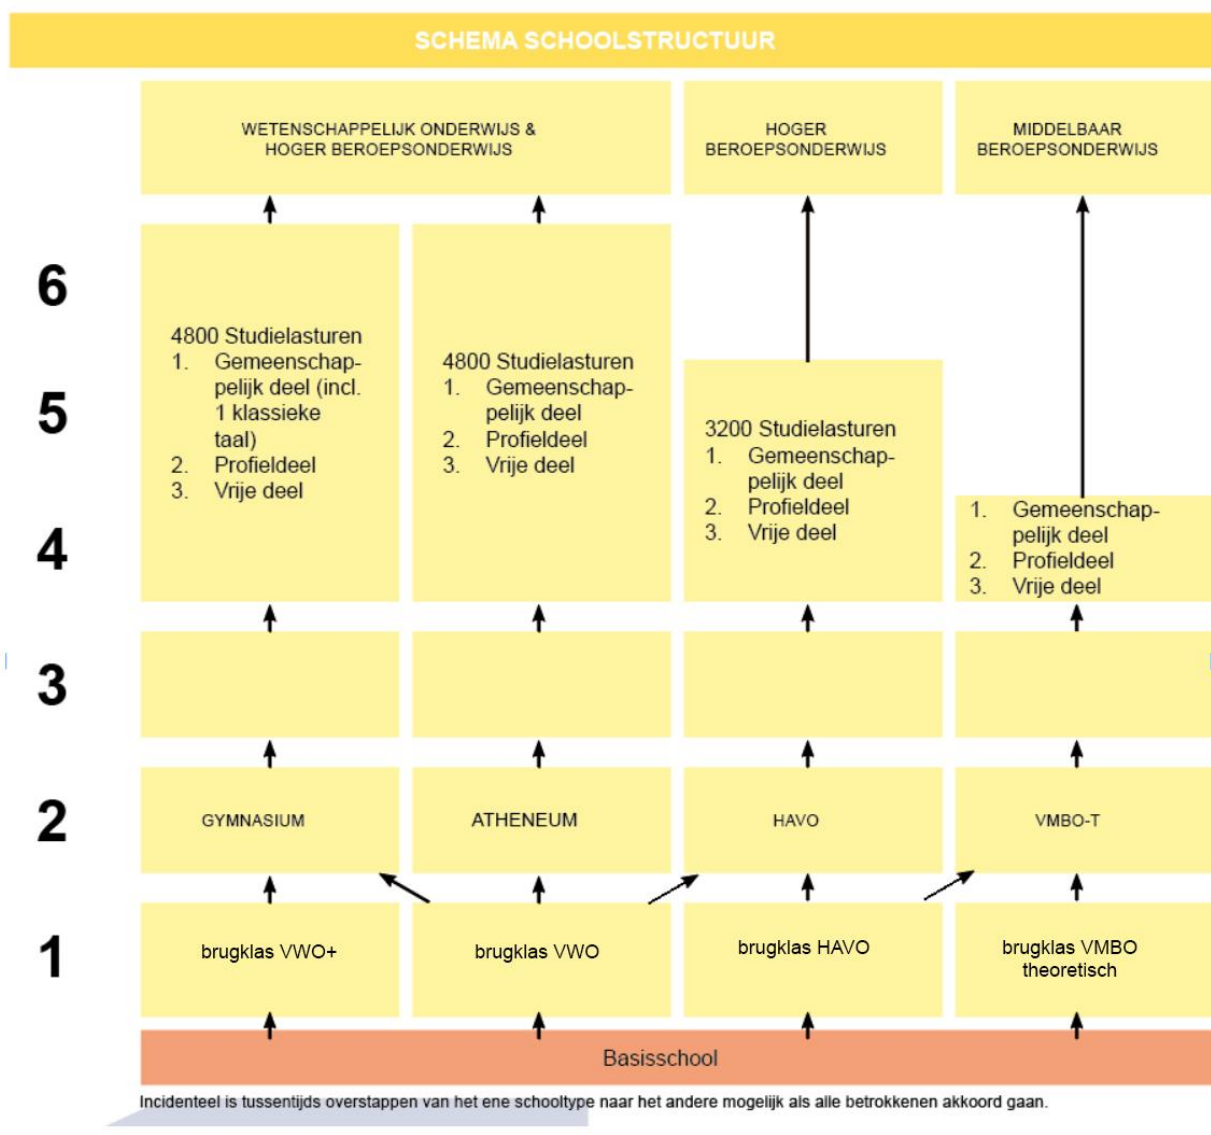 SCHEMA SCHOOLSTRUCTUUR
WETENSCHAPPELIJK ONDERWIJS &
HOGER BEROEPSONDERWIJS
HOGER
BEROEPSONDERWIJS
MIDDELBAAR
BEROEPSONDERWIJS
6
5
4
4800 Studielasturen
1. Gemeenschap-
pelijk deel (incl.
1 klassieke
taal)
2. Profieldeel
3. Vrije deel
4800 Studielasturen
1. Gemeenschap-
pelijk deel
2. Profieldeel
3. Vrije deel
3200 Studielasturen
1. Gemeenschap-
pelijk deel
2. Profieldeel
3. Vrije deel
1. Gemeenschap-
pelijk deel
2. Profieldeel
3. Vrije deel
3
2
GYMNASIUM
ATHENEUM
HAVO
VMBO-T
1
brugklas VWO+
brugklas VWO
brugklas HAVO
brugklas VMBO
theoretisch
Basisschool
Incidenteel is tussentijds overstappen van het ene schooltype naar het andere mogelijk als alle betrokkenen akkoord gaan.